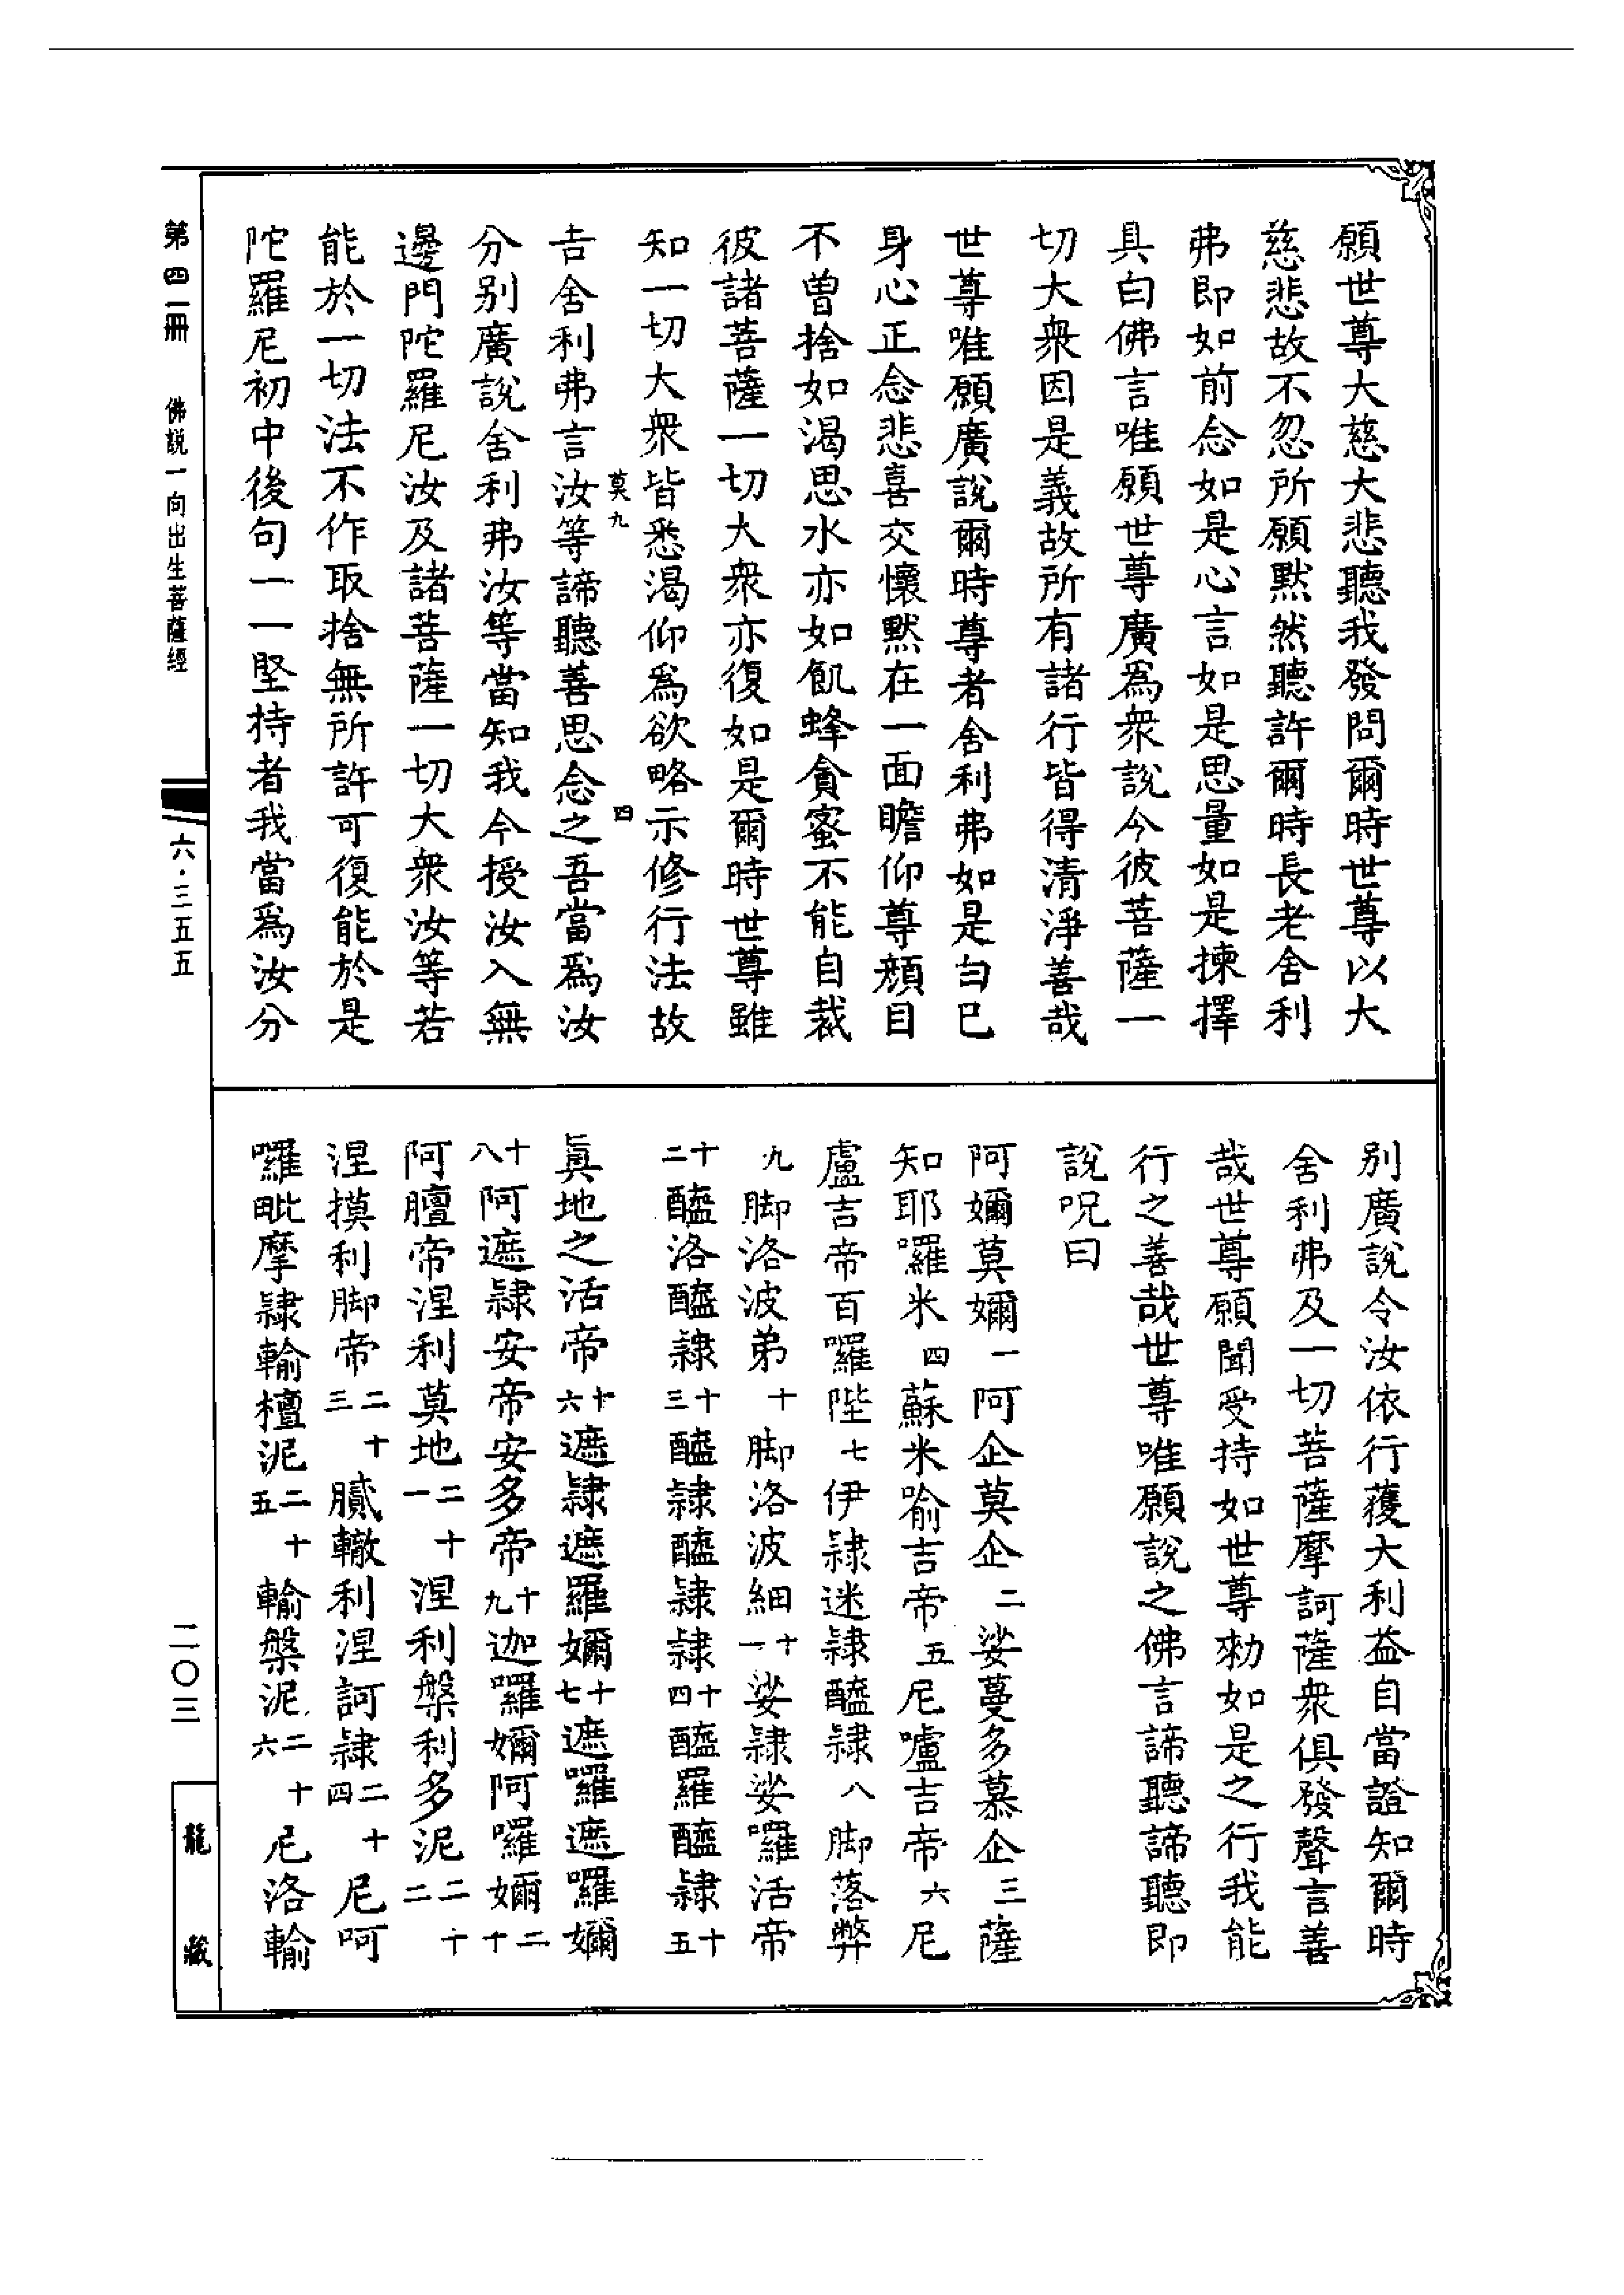 願世尊大慈大悲聽我發問爾時世尊以大
慈悲故不忍所願默然聽許爾時長老舍利
弗即如前念如是心言如是思量如是揀擇
具白佛言唯願世尊廣爲衆說今彼菩薩一
切大衆因是義故所有諸行皆得清淨善哉
世尊唯願廣說爾時尊者舍利弗如是白已
身心正念悲喜交懷默在一面瞻仰尊顏目
不曾捨如渴思水亦如飢蜂貪蜜不能自裁
彼諸菩薩一切大衆亦復如是爾時世尊雖
知一切大衆皆悉渴仰爲欲略示修行法故
莫九 四
告舍利弗言汝等諦聽善思念之吾當爲汝
分別廣說舍利弗汝等當知我今授汝入無
邊門陀羅尼汝及諸菩薩一切大衆汝等若
能於一切法不作取捨無所許可復能於是
陀羅尼初中後句一一堅持者我當爲汝分
別廣說令汝依行獲大利益自當證知爾時
舍利弗及一切菩薩摩訶薩衆俱發聲言善
哉世尊願聞受持如世尊勑如是之行我能
行之善哉世尊唯願說之佛言諦聽諦聽即
說呪曰
阿嬭莫嬭一阿企莫企二娑蔓多慕企三薩
知耶囉米四蘇米喻吉帝五尼嚧吉帝六尼
盧吉帝百囉陛七伊隷迷隷醯隷八脚落弊
九脚洛波弟十脚洛波細十一娑隷娑囉活帝
十二醯洛醯隷十三醯隷醯隷隷十四醯羅醯隷十五
眞地之活帝十六遮隷遮羅嬭十七遮囉遮囉嬭
十八阿遮隷安帝安多帝十九迦囉嬭阿囉嬭二十
阿膻帝涅利莫地二十一涅利槃利多泥二十二
涅摸利脚帝二十三膩轍利涅訶隷二十四尼呵
囉毗摩隷輸檀泥二十五輸槃泥二十六尼洛輸
第四一冊 佛説一向出生菩薩經
六·三五五
二〇三
龍藏